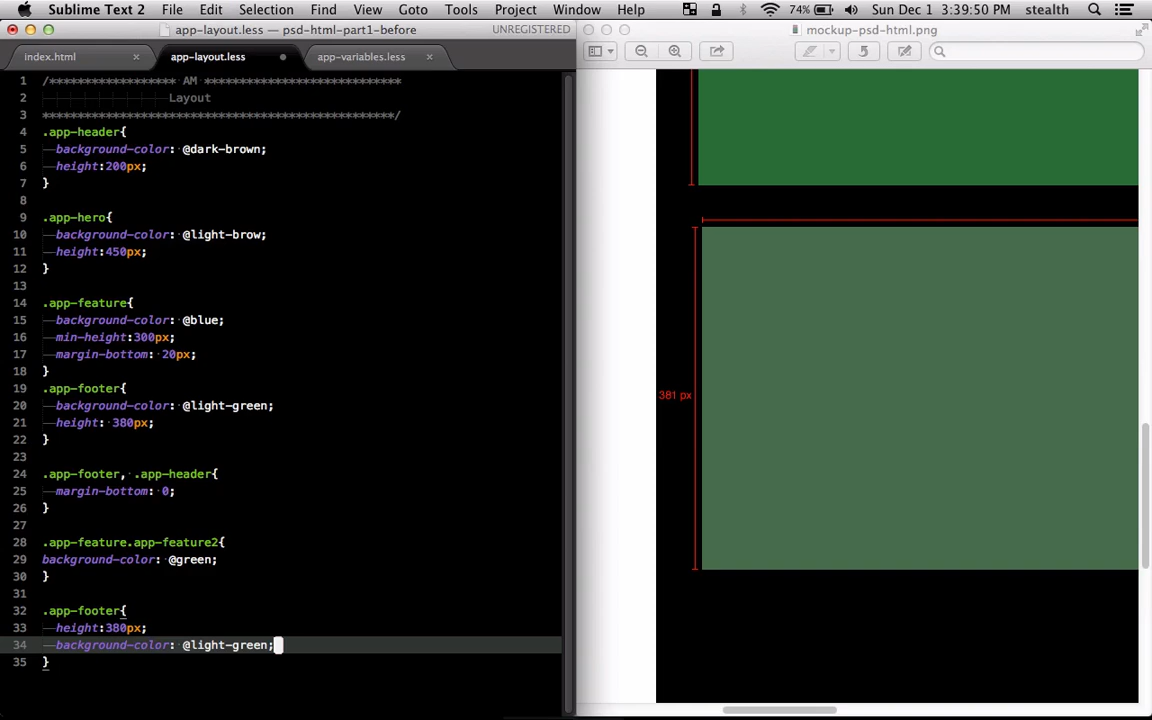 Sublime Text 2 File Edit Selection Find View Goto Tools Project Window Help 74% Sun Dec 1 3:39:50 PM stealth
app-layout.less — psd-html-part1-before UNREGISTERED
mockup-psd-html.png
index.html × app-layout.less app-variables.less ×
1 /****************** AM ****************************
2 Layout
3 **************************************************/
4 .app-header{
5 background-color: @dark-brown;
6 height:200px;
7 }
8
9 .app-hero{
10 background-color: @light-brow;
11 height:450px;
12 }
13
14 .app-feature{
15 background-color: @blue;
16 min-height:300px;
17 margin-bottom: 20px;
18 }
19 .app-footer{
20 background-color: @light-green;
21 height: 380px;
22 }
23
24 .app-footer, .app-header{
25 margin-bottom: 0;
26 }
27
28 .app-feature.app-feature2{
29 background-color: @green;
30 }
31
32 .app-footer{
33 height:380px;
34 background-color: @light-green;
35 }
381 px